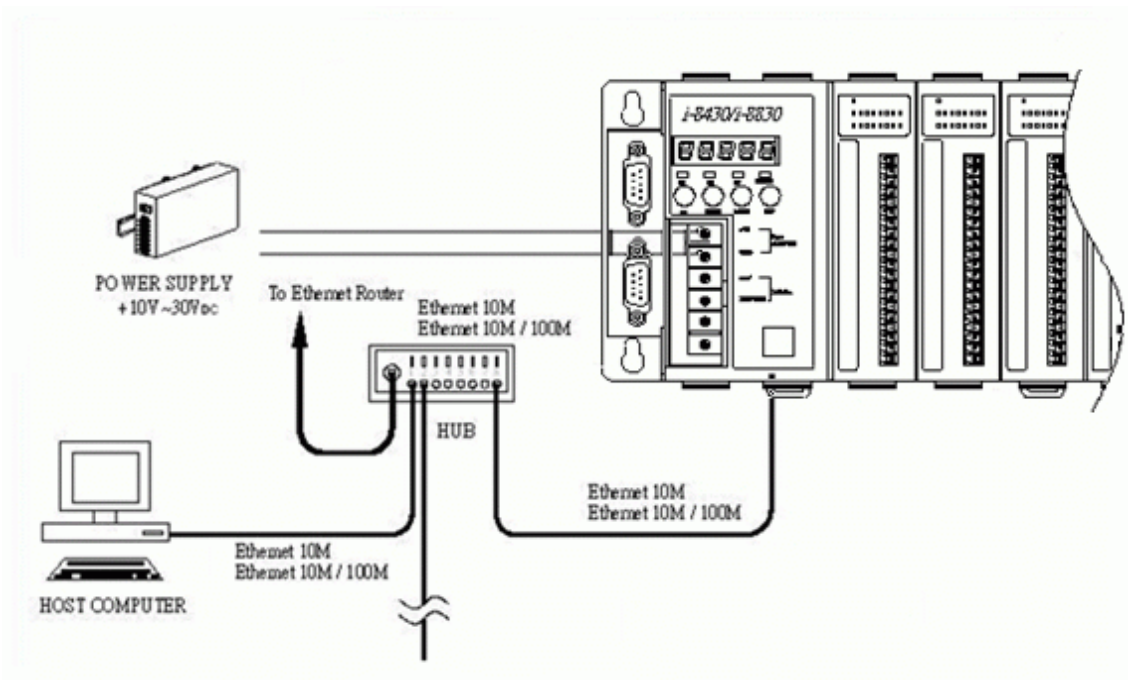 i-8430/i-8830
POWER SUPPLY
+10V ~30VDC
To Ethernet Router
Ethernet 10M
Ethernet 10M / 100M
HUB
Ethernet 10M
Ethernet 10M / 100M
Ethernet 10M
Ethernet 10M / 100M
HOST COMPUTER